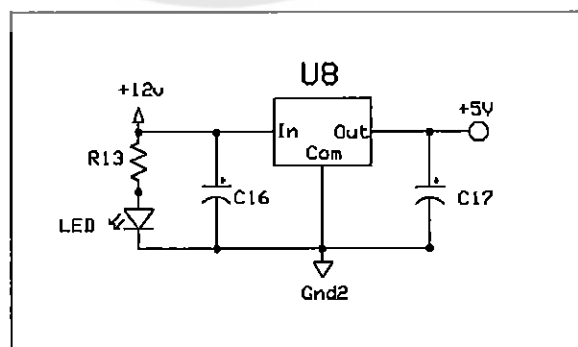 U8
+12v
+5V
In
Out
R13
Com
C16
C17
LED
Gnd2